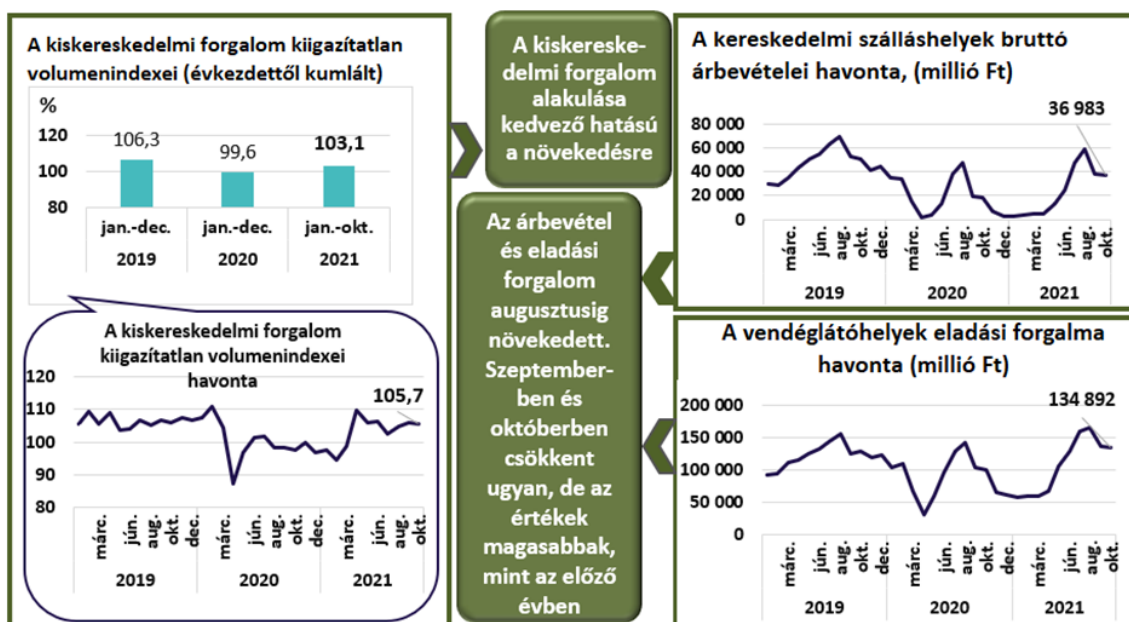 A kiskereskedelmi forgalom kiigazítatlan
volumenindexei (évkezdettől kumlált)
%
120
100
80
106,3
99,6
103,1
jan.-dec.
jan.-dec.
jan.-okt.
2019
2020
2021
A kiskereskedelmi forgalom
kiigazítatlan volumenindexei
havonta
120
110
100
90
80
105,7
márc.
jún.
aug.
okt.
dec.
márc.
jún.
aug.
okt.
dec.
márc.
jún.
aug.
okt.
2019
2020
2021
A kiskereske-
delmi forgalom
alakulása
kedvező hatású
a növekedésre
Az árbevétel
és eladási
forgalom
augusztusig
növekedett.
Szeptember-
ben és
októberben
csökkent
ugyan, de az
értékek
magasabbak,
mint az előző
évben
A kereskedelmi szálláshelyek bruttó
árbevételei havonta, (millió Ft)
36 983
80 000
60 000
40 000
20 000
0
márc.
jún.
aug.
okt.
dec.
márc.
jún.
aug.
okt.
dec.
márc.
jún.
aug.
okt.
2019
2020
2021
A vendéglátóhelyek eladási forgalma
havonta (millió Ft)
134 892
200 000
150 000
100 000
50 000
0
márc.
jún.
aug.
okt.
dec.
márc.
jún.
aug.
okt.
dec.
márc.
jún.
aug.
okt.
2019
2020
2021